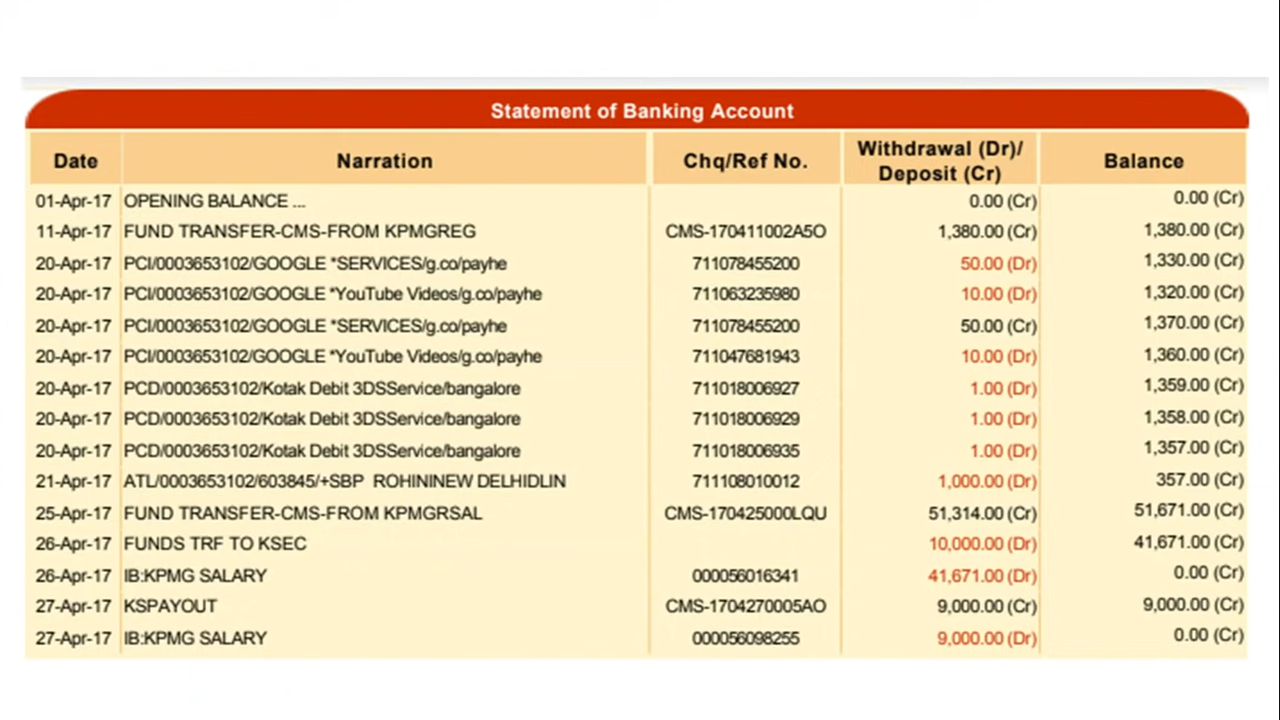 Statement of Banking Account
Date Narration Chq/Ref No. Withdrawal (Dr)/ Deposit (Cr) Balance
01-Apr-17 OPENING BALANCE ... 0.00 (Cr) 0.00 (Cr)
11-Apr-17 FUND TRANSFER-CMS-FROM KPMGREG CMS-170411002A5O 1,380.00 (Cr) 1,380.00 (Cr)
20-Apr-17 PCI/0003653102/GOOGLE *SERVICES/g.co/payhe 711078455200 50.00 (Dr) 1,330.00 (Cr)
20-Apr-17 PCI/0003653102/GOOGLE *YouTube Videos/g.co/payhe 711063235980 10.00 (Dr) 1,320.00 (Cr)
20-Apr-17 PCI/0003653102/GOOGLE *SERVICES/g.co/payhe 711078455200 50.00 (Cr) 1,370.00 (Cr)
20-Apr-17 PCI/0003653102/GOOGLE *YouTube Videos/g.co/payhe 711047681943 10.00 (Dr) 1,360.00 (Cr)
20-Apr-17 PCD/0003653102/Kotak Debit 3DSService/bangalore 711018006927 1.00 (Dr) 1,359.00 (Cr)
20-Apr-17 PCD/0003653102/Kotak Debit 3DSService/bangalore 711018006929 1.00 (Dr) 1,358.00 (Cr)
20-Apr-17 PCD/0003653102/Kotak Debit 3DSService/bangalore 711018006935 1.00 (Dr) 1,357.00 (Cr)
21-Apr-17 ATL/0003653102/603845/+SBP ROHININEW DELHIDLIN 711108010012 1,000.00 (Dr) 357.00 (Cr)
25-Apr-17 FUND TRANSFER-CMS-FROM KPMGRSAL CMS-170425000LQU 51,314.00 (Cr) 51,671.00 (Cr)
26-Apr-17 FUNDS TRF TO KSEC 10,000.00 (Dr) 41,671.00 (Cr)
26-Apr-17 IB:KPMG SALARY 000056016341 41,671.00 (Dr) 0.00 (Cr)
27-Apr-17 KSPAYOUT CMS-1704270005AO 9,000.00 (Cr) 9,000.00 (Cr)
27-Apr-17 IB:KPMG SALARY 000056098255 9,000.00 (Dr) 0.00 (Cr)